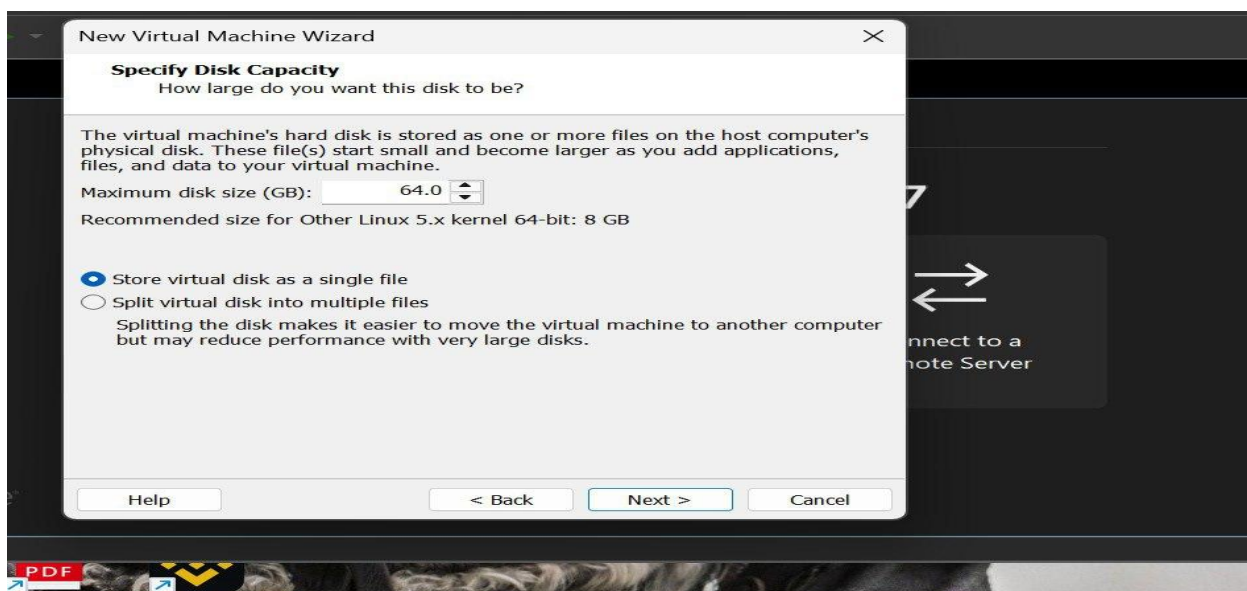 New Virtual Machine Wizard
Specify Disk Capacity
How large do you want this disk to be?
The virtual machine's hard disk is stored as one or more files on the host computer's
physical disk. These file(s) start small and become larger as you add applications,
files, and data to your virtual machine.
Maximum disk size (GB): 64.0
Recommended size for Other Linux 5.x kernel 64-bit: 8 GB
7
Store virtual disk as a single file
Split virtual disk into multiple files
Splitting the disk makes it easier to move the virtual machine to another computer
but may reduce performance with very large disks.
nnect to a
note Server
Help < Back Next > Cancel
PDF